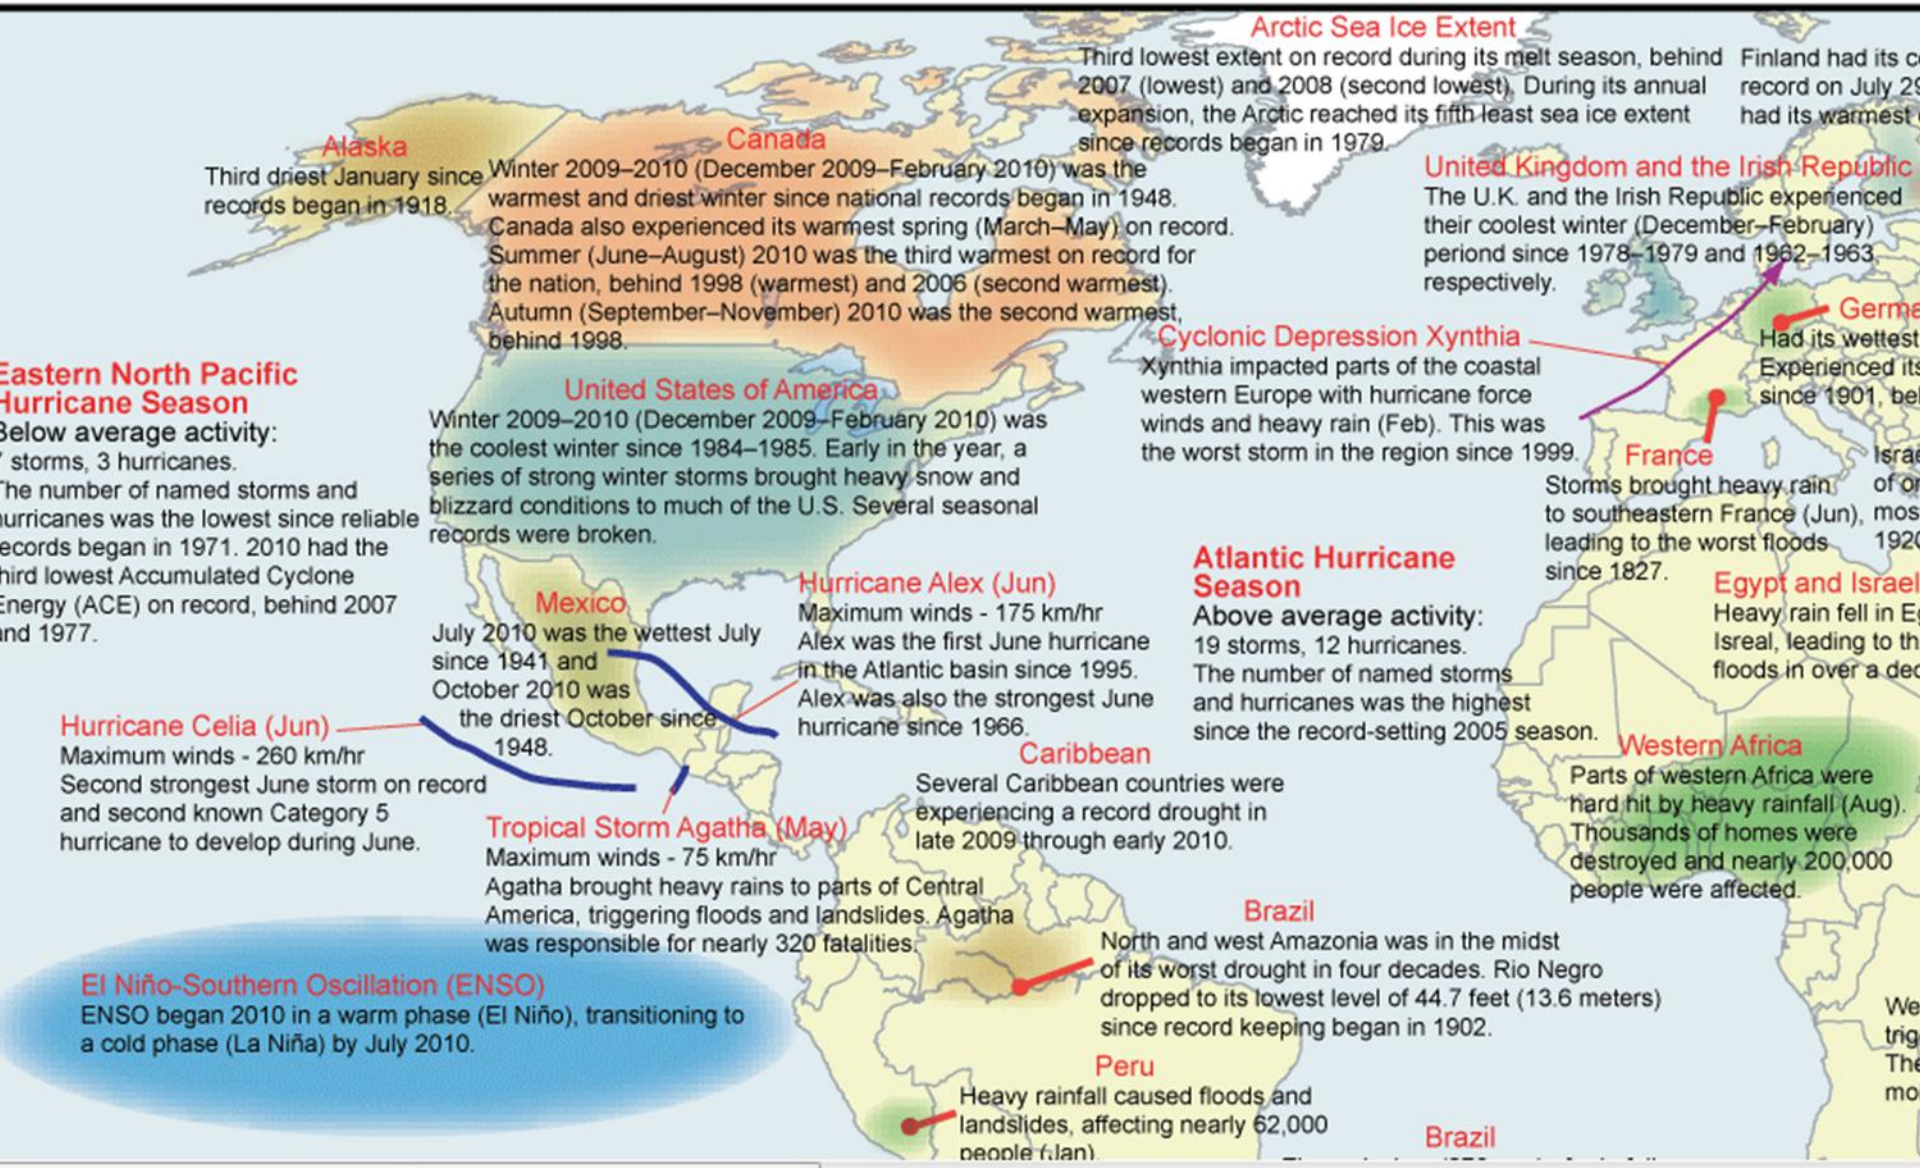 Arctic Sea Ice Extent
Third lowest extent on record during its melt season, behind
2007 (lowest) and 2008 (second lowest). During its annual
expansion, the Arctic reached its fifth least sea ice extent
since records began in 1979.
Finland had its
record on July
had its warmest
Alaska
Third driest January since
records began in 1918.
Canada
Winter 2009–2010 (December 2009–February 2010) was the
warmest and driest winter since national records began in 1948.
Canada also experienced its warmest spring (March–May) on record.
Summer (June–August) 2010 was the third warmest on record for
the nation, behind 1998 (warmest) and 2006 (second warmest).
Autumn (September–November) 2010 was the second warmest,
behind 1998.
United Kingdom and the Irish Republic
The U.K. and the Irish Republic experienced
their coolest winter (December–February)
periond since 1978–1979 and 1962–1963,
respectively.
Germa
Had its wettest
Experienced its
since 1901, be
Cyclonic Depression Xynthia
Xynthia impacted parts of the coastal
western Europe with hurricane force
winds and heavy rain (Feb). This was
the worst storm in the region since 1999.
Eastern North Pacific
Hurricane Season
Below average activity:
7 storms, 3 hurricanes.
The number of named storms and
hurricanes was the lowest since reliable
records began in 1971. 2010 had the
third lowest Accumulated Cyclone
Energy (ACE) on record, behind 2007
and 1977.
United States of America
Winter 2009–2010 (December 2009–February 2010) was
the coolest winter since 1984–1985. Early in the year, a
series of strong winter storms brought heavy snow and
blizzard conditions to much of the U.S. Several seasonal
records were broken.
France
Storms brought heavy rain
to southeastern France (Jun),
leading to the worst floods
since 1827.
Israe
of
mos
1920
Mexico
July 2010 was the wettest July
since 1941 and
October 2010 was
the driest October since
1948.
Hurricane Alex (Jun)
Maximum winds - 175 km/hr
Alex was the first June hurricane
in the Atlantic basin since 1995.
Alex was also the strongest June
hurricane since 1966.
Atlantic Hurricane
Season
Above average activity:
19 storms, 12 hurricanes.
The number of named storms
and hurricanes was the highest
since the record-setting 2005 season.
Egypt and Israel
Heavy rain fell in Eg
Isreal, leading to th
floods in over a dec
Hurricane Celia (Jun)
Maximum winds - 260 km/hr
Second strongest June storm on record
and second known Category 5
hurricane to develop during June.
Caribbean
Several Caribbean countries were
experiencing a record drought in
late 2009 through early 2010.
Western Africa
Parts of western Africa were
hard hit by heavy rainfall (Aug).
Thousands of homes were
destroyed and nearly 200,000
people were affected.
Tropical Storm Agatha (May)
Maximum winds - 75 km/hr
Agatha brought heavy rains to parts of Central
America, triggering floods and landslides. Agatha
was responsible for nearly 320 fatalities.
Brazil
North and west Amazonia was in the midst
of its worst drought in four decades. Rio Negro
dropped to its lowest level of 44.7 feet (13.6 meters)
since record keeping began in 1902.
El Niño-Southern Oscillation (ENSO)
ENSO began 2010 in a warm phase (El Niño), transitioning to
a cold phase (La Niña) by July 2010.
We
trig
The
mo
Peru
Heavy rainfall caused floods and
landslides, affecting nearly 62,000
people (Jan).
Brazil